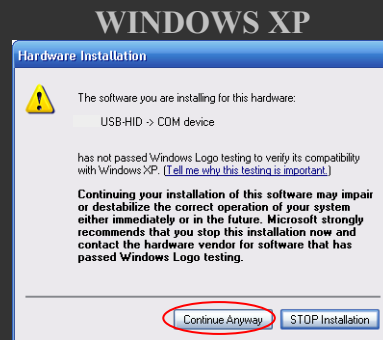 WINDOWS XP
Hardware Installation
The software you are installing for this hardware:
USB-HID -> COM device
has not passed Windows Logo testing to verify its compatibility
with Windows XP. (Tell me why this testing is important.)
Continuing your installation of this software may impair
or destabilize the correct operation of your system
either immediately or in the future. Microsoft strongly
recommends that you stop this installation now and
contact the hardware vendor for software that has
passed Windows Logo testing.
Continue Anyway
STOP Installation